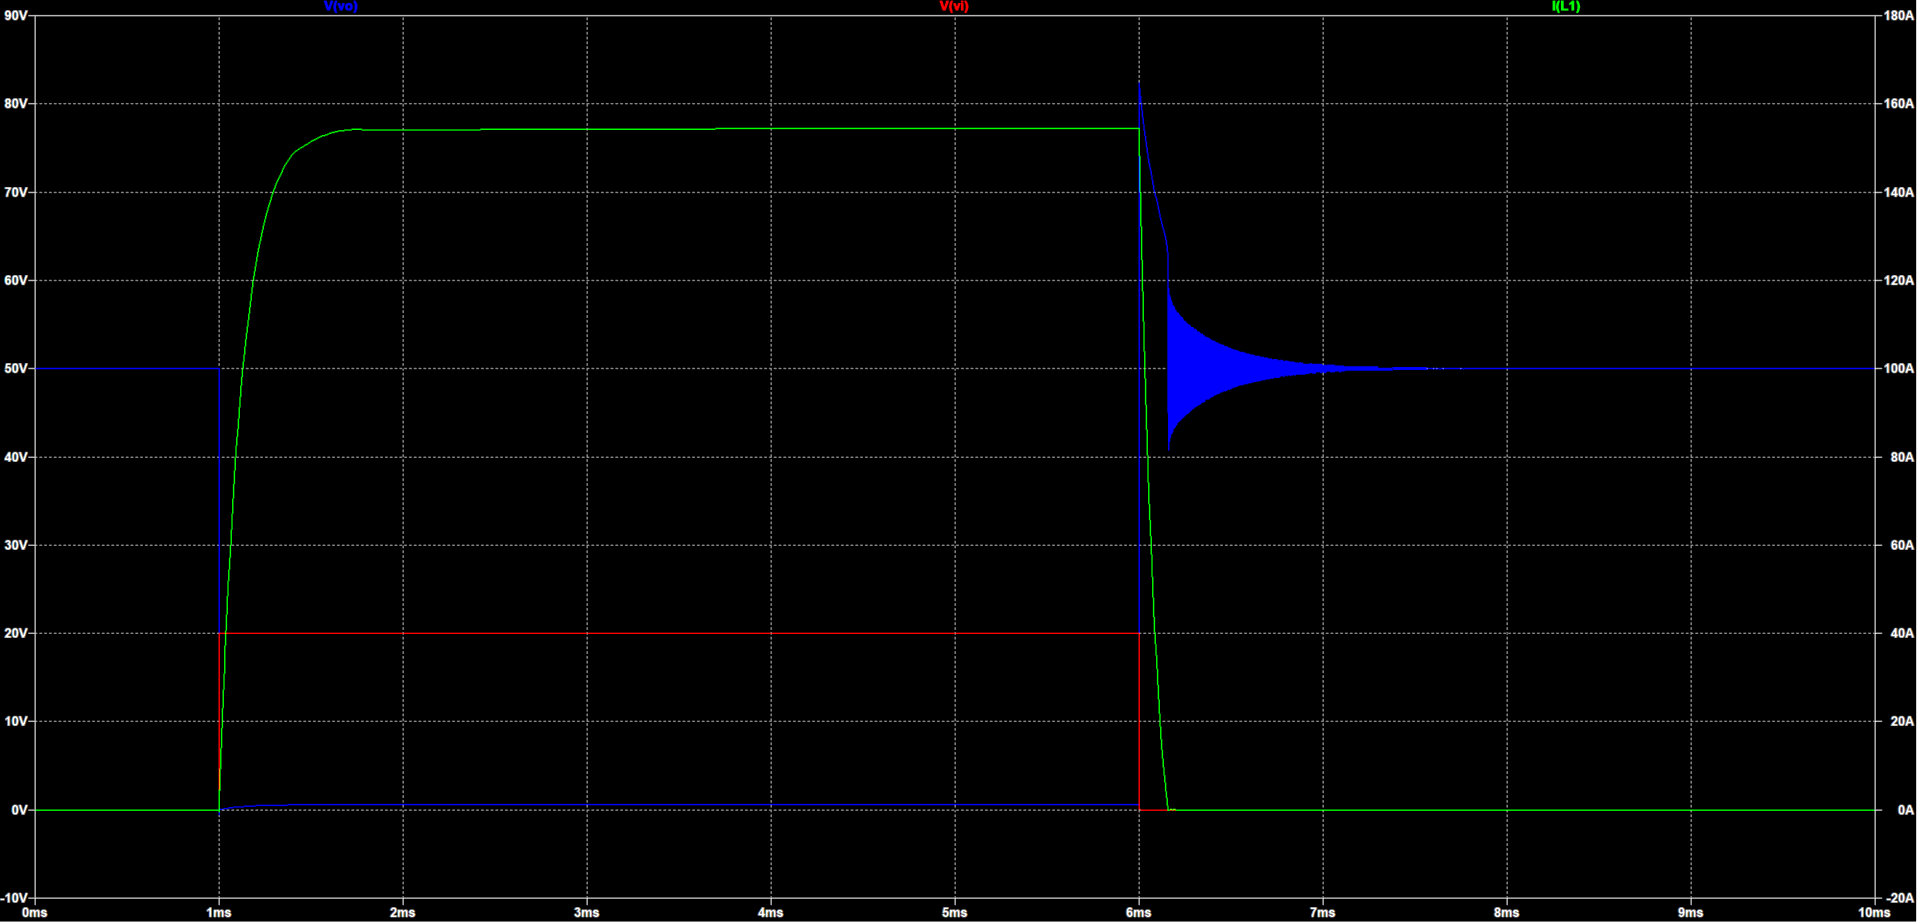 V(vo) V(vi) I(L1)
90V 180A
80V 160A
70V 140A
60V 120A
50V 100A
40V 80A
30V 60A
20V 40A
10V 20A
0V 0A
-10V -20A
0ms 1ms 2ms 3ms 4ms 5ms 6ms 7ms 8ms 9ms 10ms